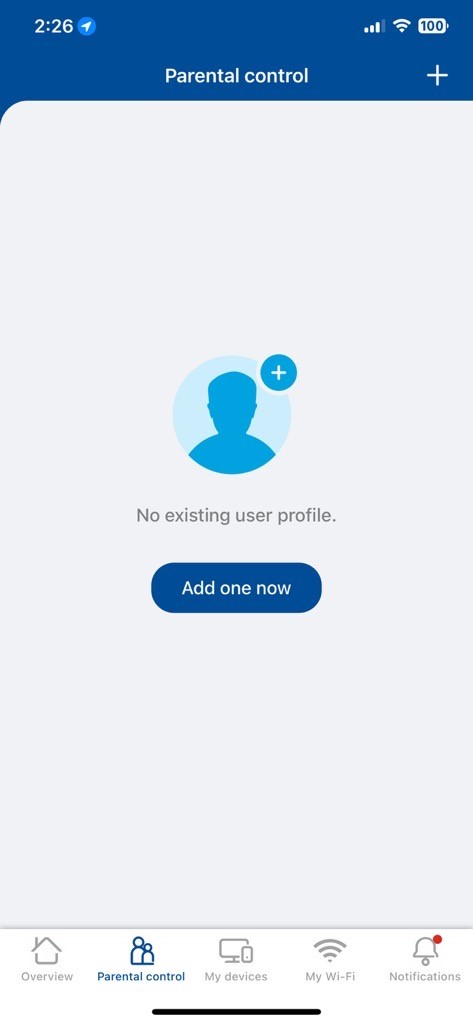 2:26
100
Parental control
No existing user profile.
Add one now
Overview
Parental control
My devices
My Wi-Fi
Notifications